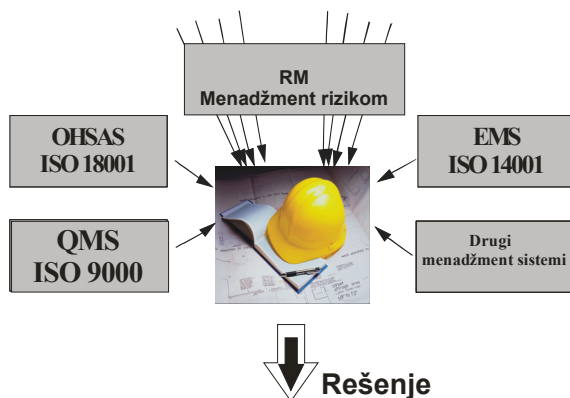 RM
Menadžment rizikom
OHSAS
ISO 18001
EMS
ISO 14001
QMS
ISO 9000
Drugi
menadžment sistemi
Rešenje